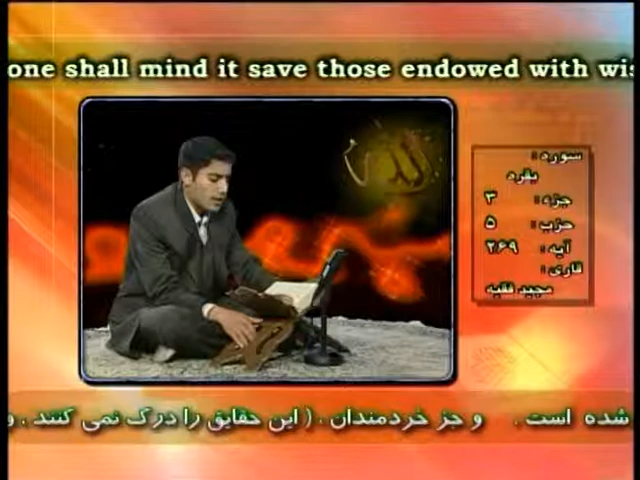 one shall mind it save those endowed with wis
سوره :
بقره
جزء : ۳
حزب : ۵
آیه : ۲۶۹
قاری :
مجید فقیه
شده است . و جز خردمندان ، ( این حقایق را درک نمی کنند ، و